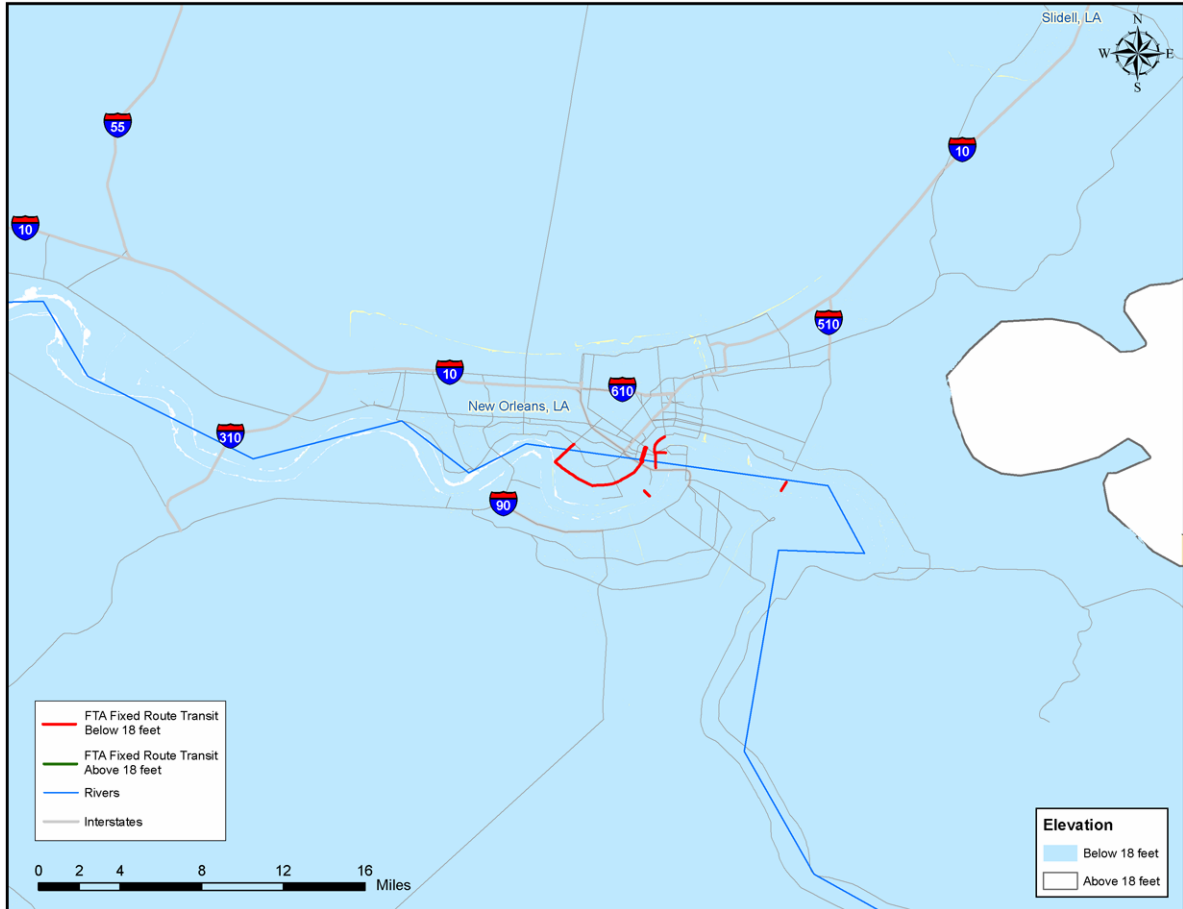 Slidell, LA
N
W
E
S
55
10
10
510
10
610
New Orleans, LA
310
90
FTA Fixed Route Transit
Below 18 feet
FTA Fixed Route Transit
Above 18 feet
Rivers
Interstates
0 2 4 8 12 16
Miles
Elevation
Below 18 feet
Above 18 feet